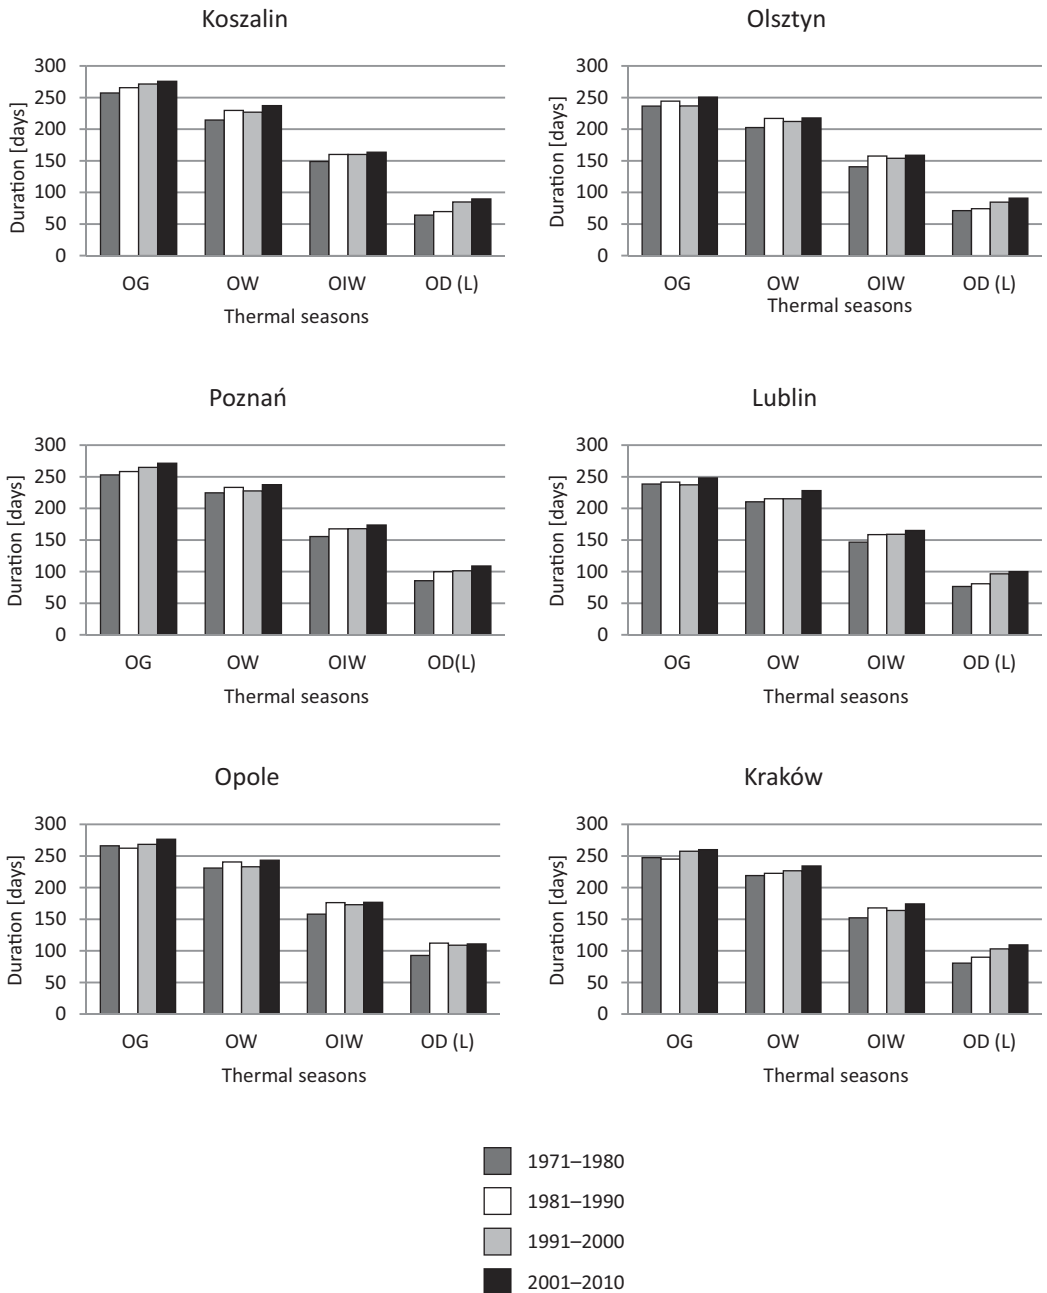 Koszalin
Duration [days]
300
250
200
150
100
50
0
OG OW OIW OD (L)
Thermal seasons
Olsztyn
Duration [days]
300
250
200
150
100
50
0
OG OW OIW OD (L)
Thermal seasons
Poznań
Duration [days]
300
250
200
150
100
50
0
OG OW OIW OD(L)
Thermal seasons
Lublin
Duration [days]
300
250
200
150
100
50
0
OG OW OIW OD (L)
Thermal seasons
Opole
Duration [days]
300
250
200
150
100
50
0
OG OW OIW OD (L)
Thermal seasons
Kraków
Duration [days]
300
250
200
150
100
50
0
OG OW OIW OD (L)
Thermal seasons
1971–1980
1981–1990
1991–2000
2001–2010